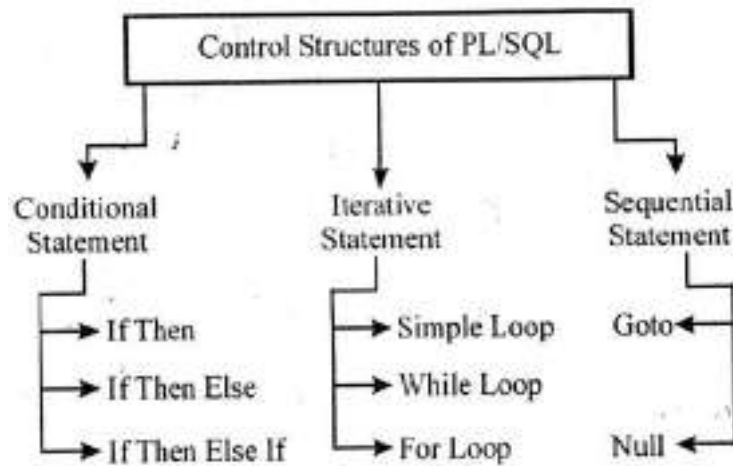 Control Structures of PL/SQL
Conditional
Statement
If Then
If Then Else
If Then Else If
Iterative
Statement
Simple Loop
While Loop
For Loop
Sequential
Statement
Goto
Null